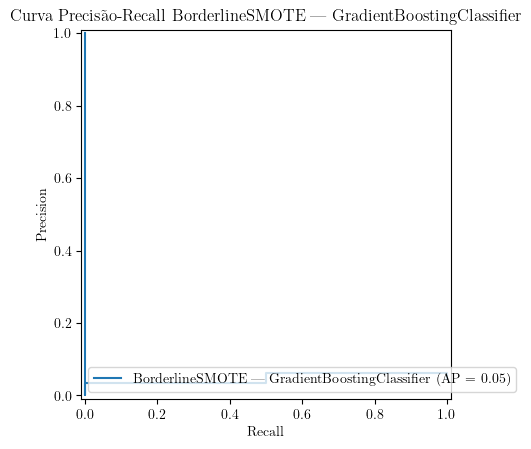 Curva Precisão-Recall BorderlineSMOTE — GradientBoostingClassifier
1.0
0.8
0.6
0.4
0.2
0.0
Precision
BorderlineSMOTE — GradientBoostingClassifier (AP = 0.05)
0.0 0.2 0.4 0.6 0.8 1.0
Recall